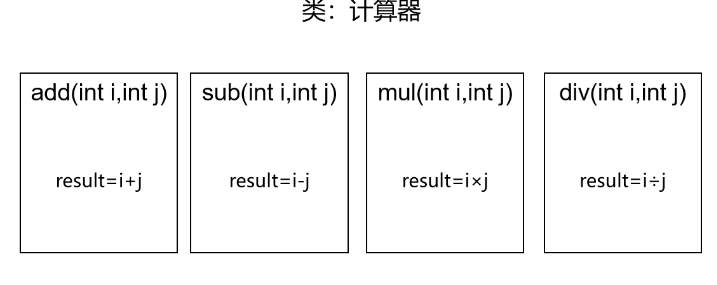 类：计算器
add(int i,int j)
sub(int i,int j)
mul(int i,int j)
div(int i,int j)
result=i+j
result=i-j
result=i×j
result=i÷j